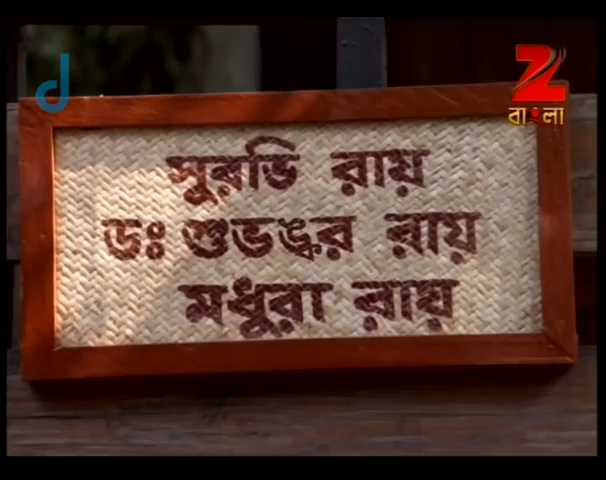 সুরভি রায়
ডঃ শুভঙ্কর রায়
মধুরা রায়
বাংলা